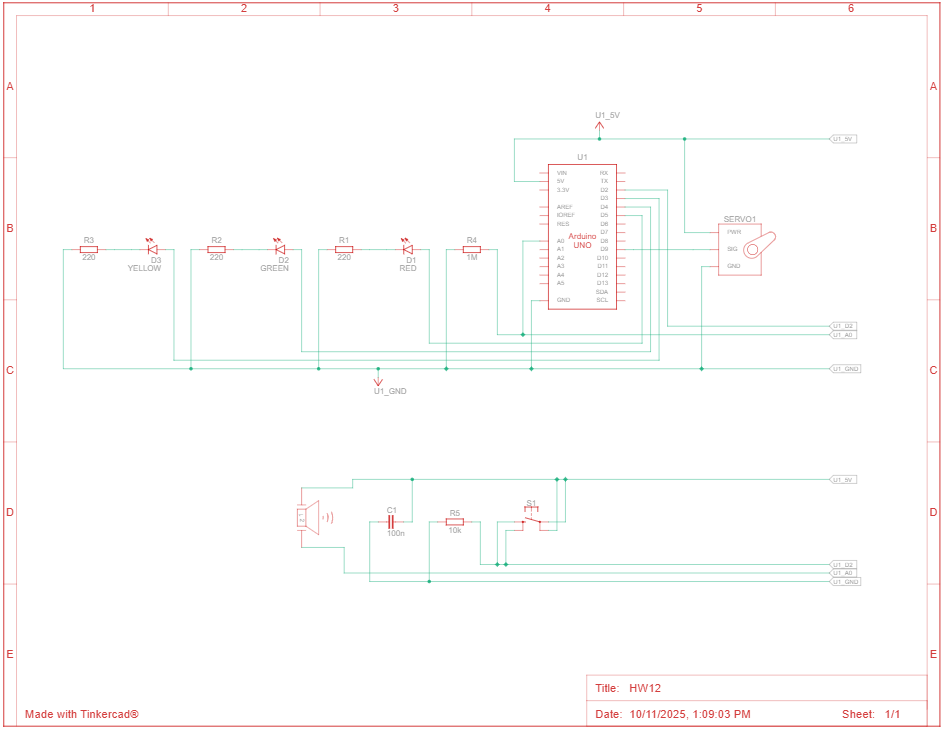 1 2 3 4 5 6
A A
U1_5V
U1_5V
U1
VIN RX
5V TX
3.3V D2
D3
AREF D4
IOREF D5
RES D6
D7
Arduino
UNO
A0 D8
A1 D9
A2 D10
A3 D11
A4 D12
A5 D13
SDA
GND SCL
SERVO1
PWR
SIG
GND
B B
R3
220
D3
YELLOW
R2
220
D2
GREEN
R1
220
D1
RED
R4
1M
U1_D2
U1_A0
U1_GND
C C
U1_GND
U1_5V
D D
1 2
C1
100n
R5
10k
S1
U1_D2
U1_A0
U1_GND
E E
Title: HW12
Made with Tinkercad®
Date: 10/11/2025, 1:09:03 PM Sheet: 1/1